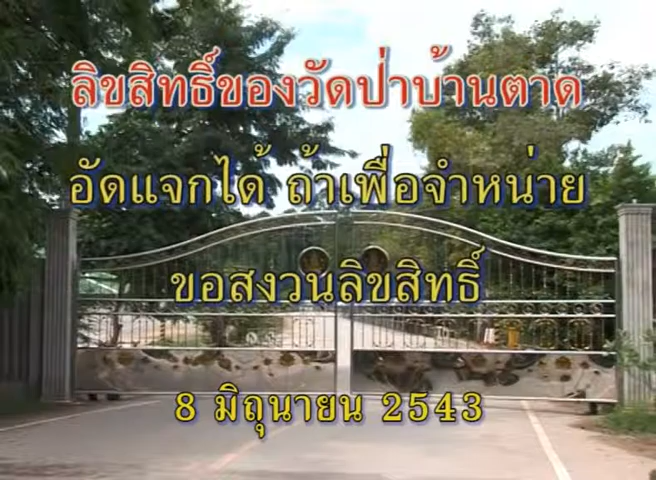 ลิขสิทธิ์ของวัดป่าบ้านตาด
อัดแจกได้ ถ้าเพื่อจำหน่าย
ขอสงวนลิขสิทธิ์
8 มิถุนายน 2543